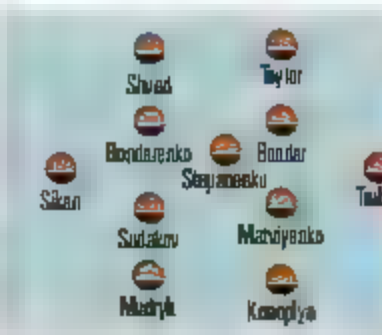 Shved
Taylor
Bondarenko
Bondar
Stepanenko
Sikan
Sudakov
Matviyenko
Mudryk
Konoplya